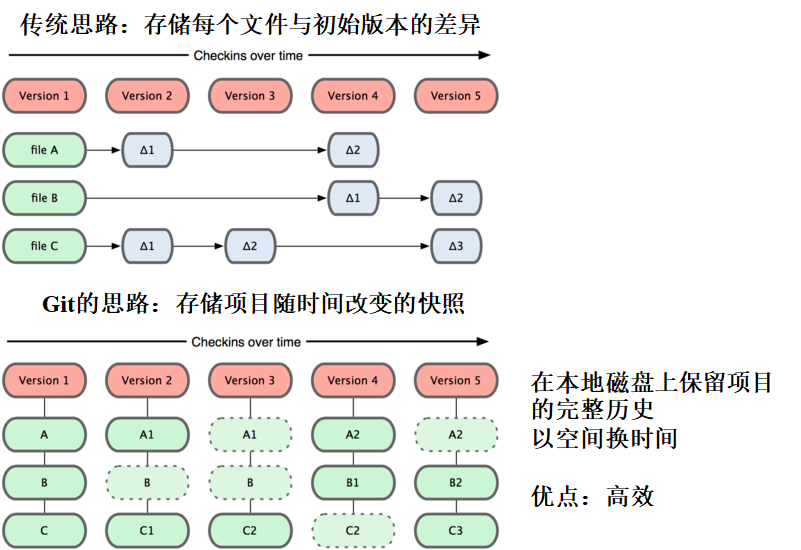 传统思路：存储每个文件与初始版本的差异
Checkins over time
Version 1 Version 2 Version 3 Version 4 Version 5
file A Δ1 Δ2
file B Δ1 Δ2
file C Δ1 Δ2 Δ3
Git的思路：存储项目随时间改变的快照
Checkins over time
Version 1 Version 2 Version 3 Version 4 Version 5
A A1 A1 A2 A2
B B B B1 B2
C C1 C2 C2 C3
在本地磁盘上保留项目
的完整历史
以空间换时间
优点：高效